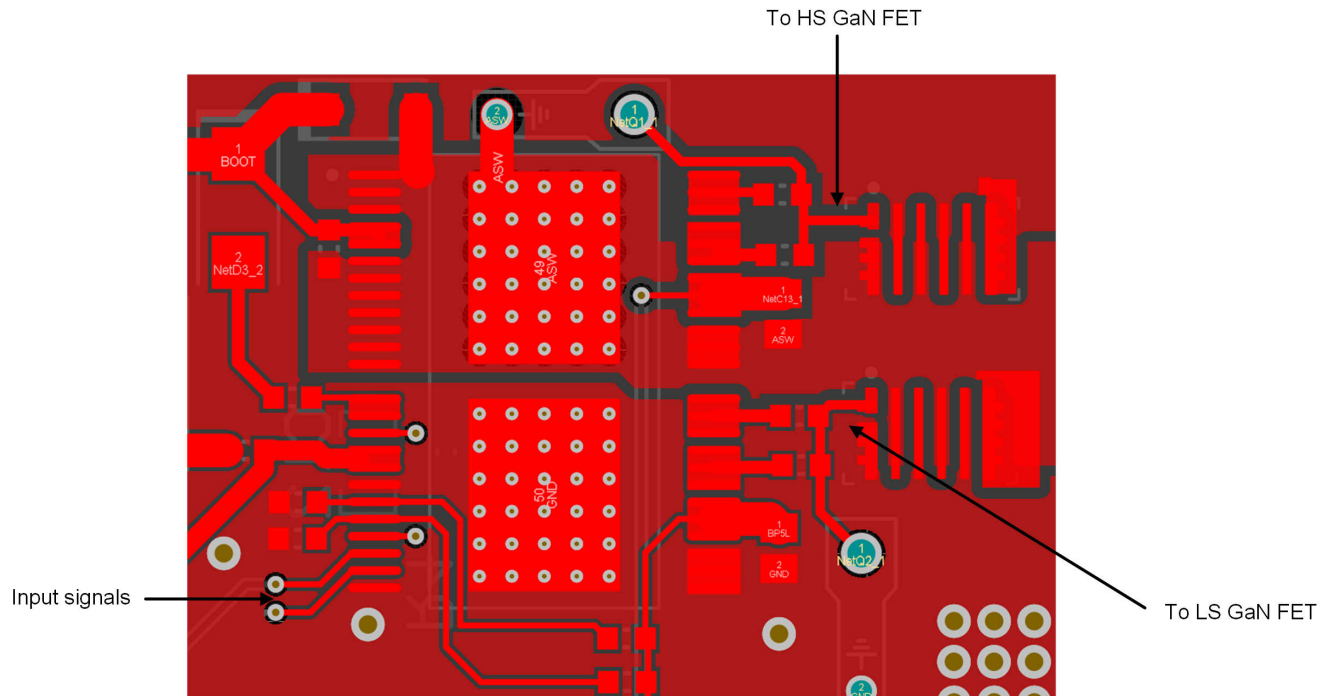 To HS GaN FET
2
ASW
1
NetQ1_1
1
BOOT
ASW
2
NetD3_2
49
ASW
1
NetC13_1
2
ASW
50
GND
1
BP5L
2
GND
1
NetQ2_1
Input signals
To LS GaN FET
2
GND